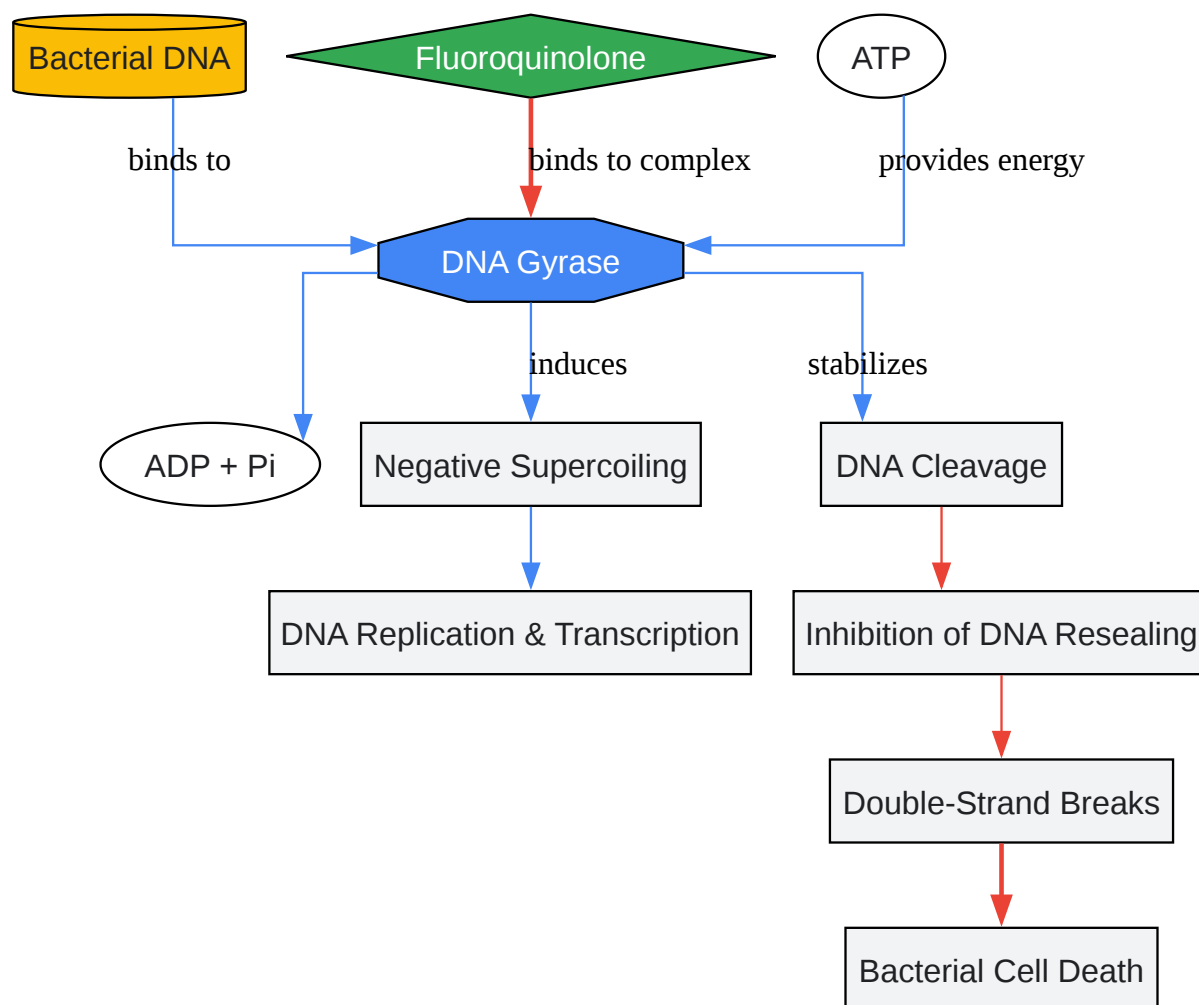 Bacterial DNA
Fluoroquinolone
ATP
binds to
binds to complex
provides energy
DNA Gyrase
induces
stabilizes
ADP + Pi
Negative Supercoiling
DNA Cleavage
DNA Replication & Transcription
Inhibition of DNA Resealing
Double-Strand Breaks
Bacterial Cell Death